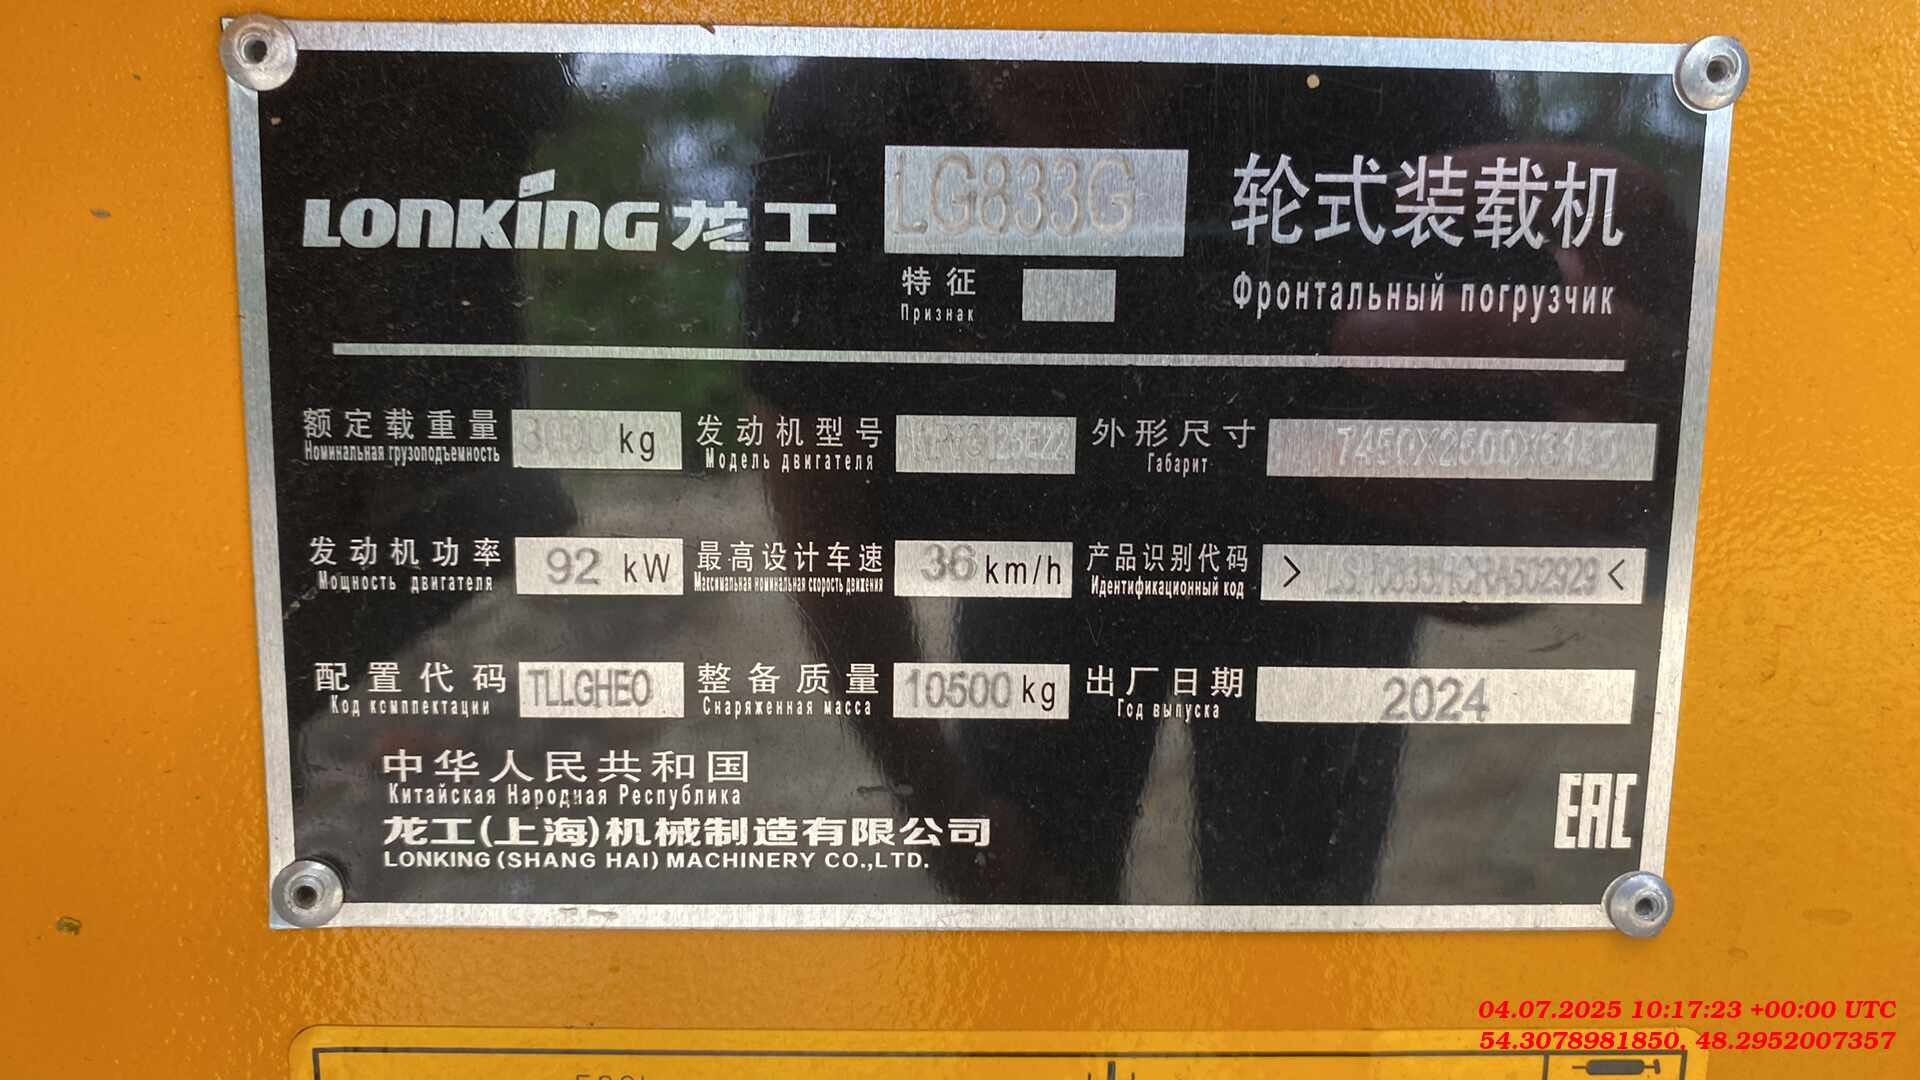 LONKING 龙工 LG833G 轮式装载机
特征
Признак
Фронтальный погрузчик
额定载重量 kg 发动机型号 外形尺寸
Номинальная грузоподъемность Модель двигателя Габарит
发动机功率 92 kW 最高设计车速 36 km/h 产品识别代码 > <
Мощность двигателя Максимальная номинальная скорость движения Идентификационный код
配置代码 TLLGHEO 整备质量 10500 kg 出厂日期 2024
Код комплектации Снаряженная масса Год выпуска
中华人民共和国
Китайская Народная Республика
龙工(上海)机械制造有限公司
LONKING (SHANG HAI) MACHINERY CO.,LTD.
EAC
04.07.2025 10:17:23 +00:00 UTC
54.3078981850, 48.2952007357